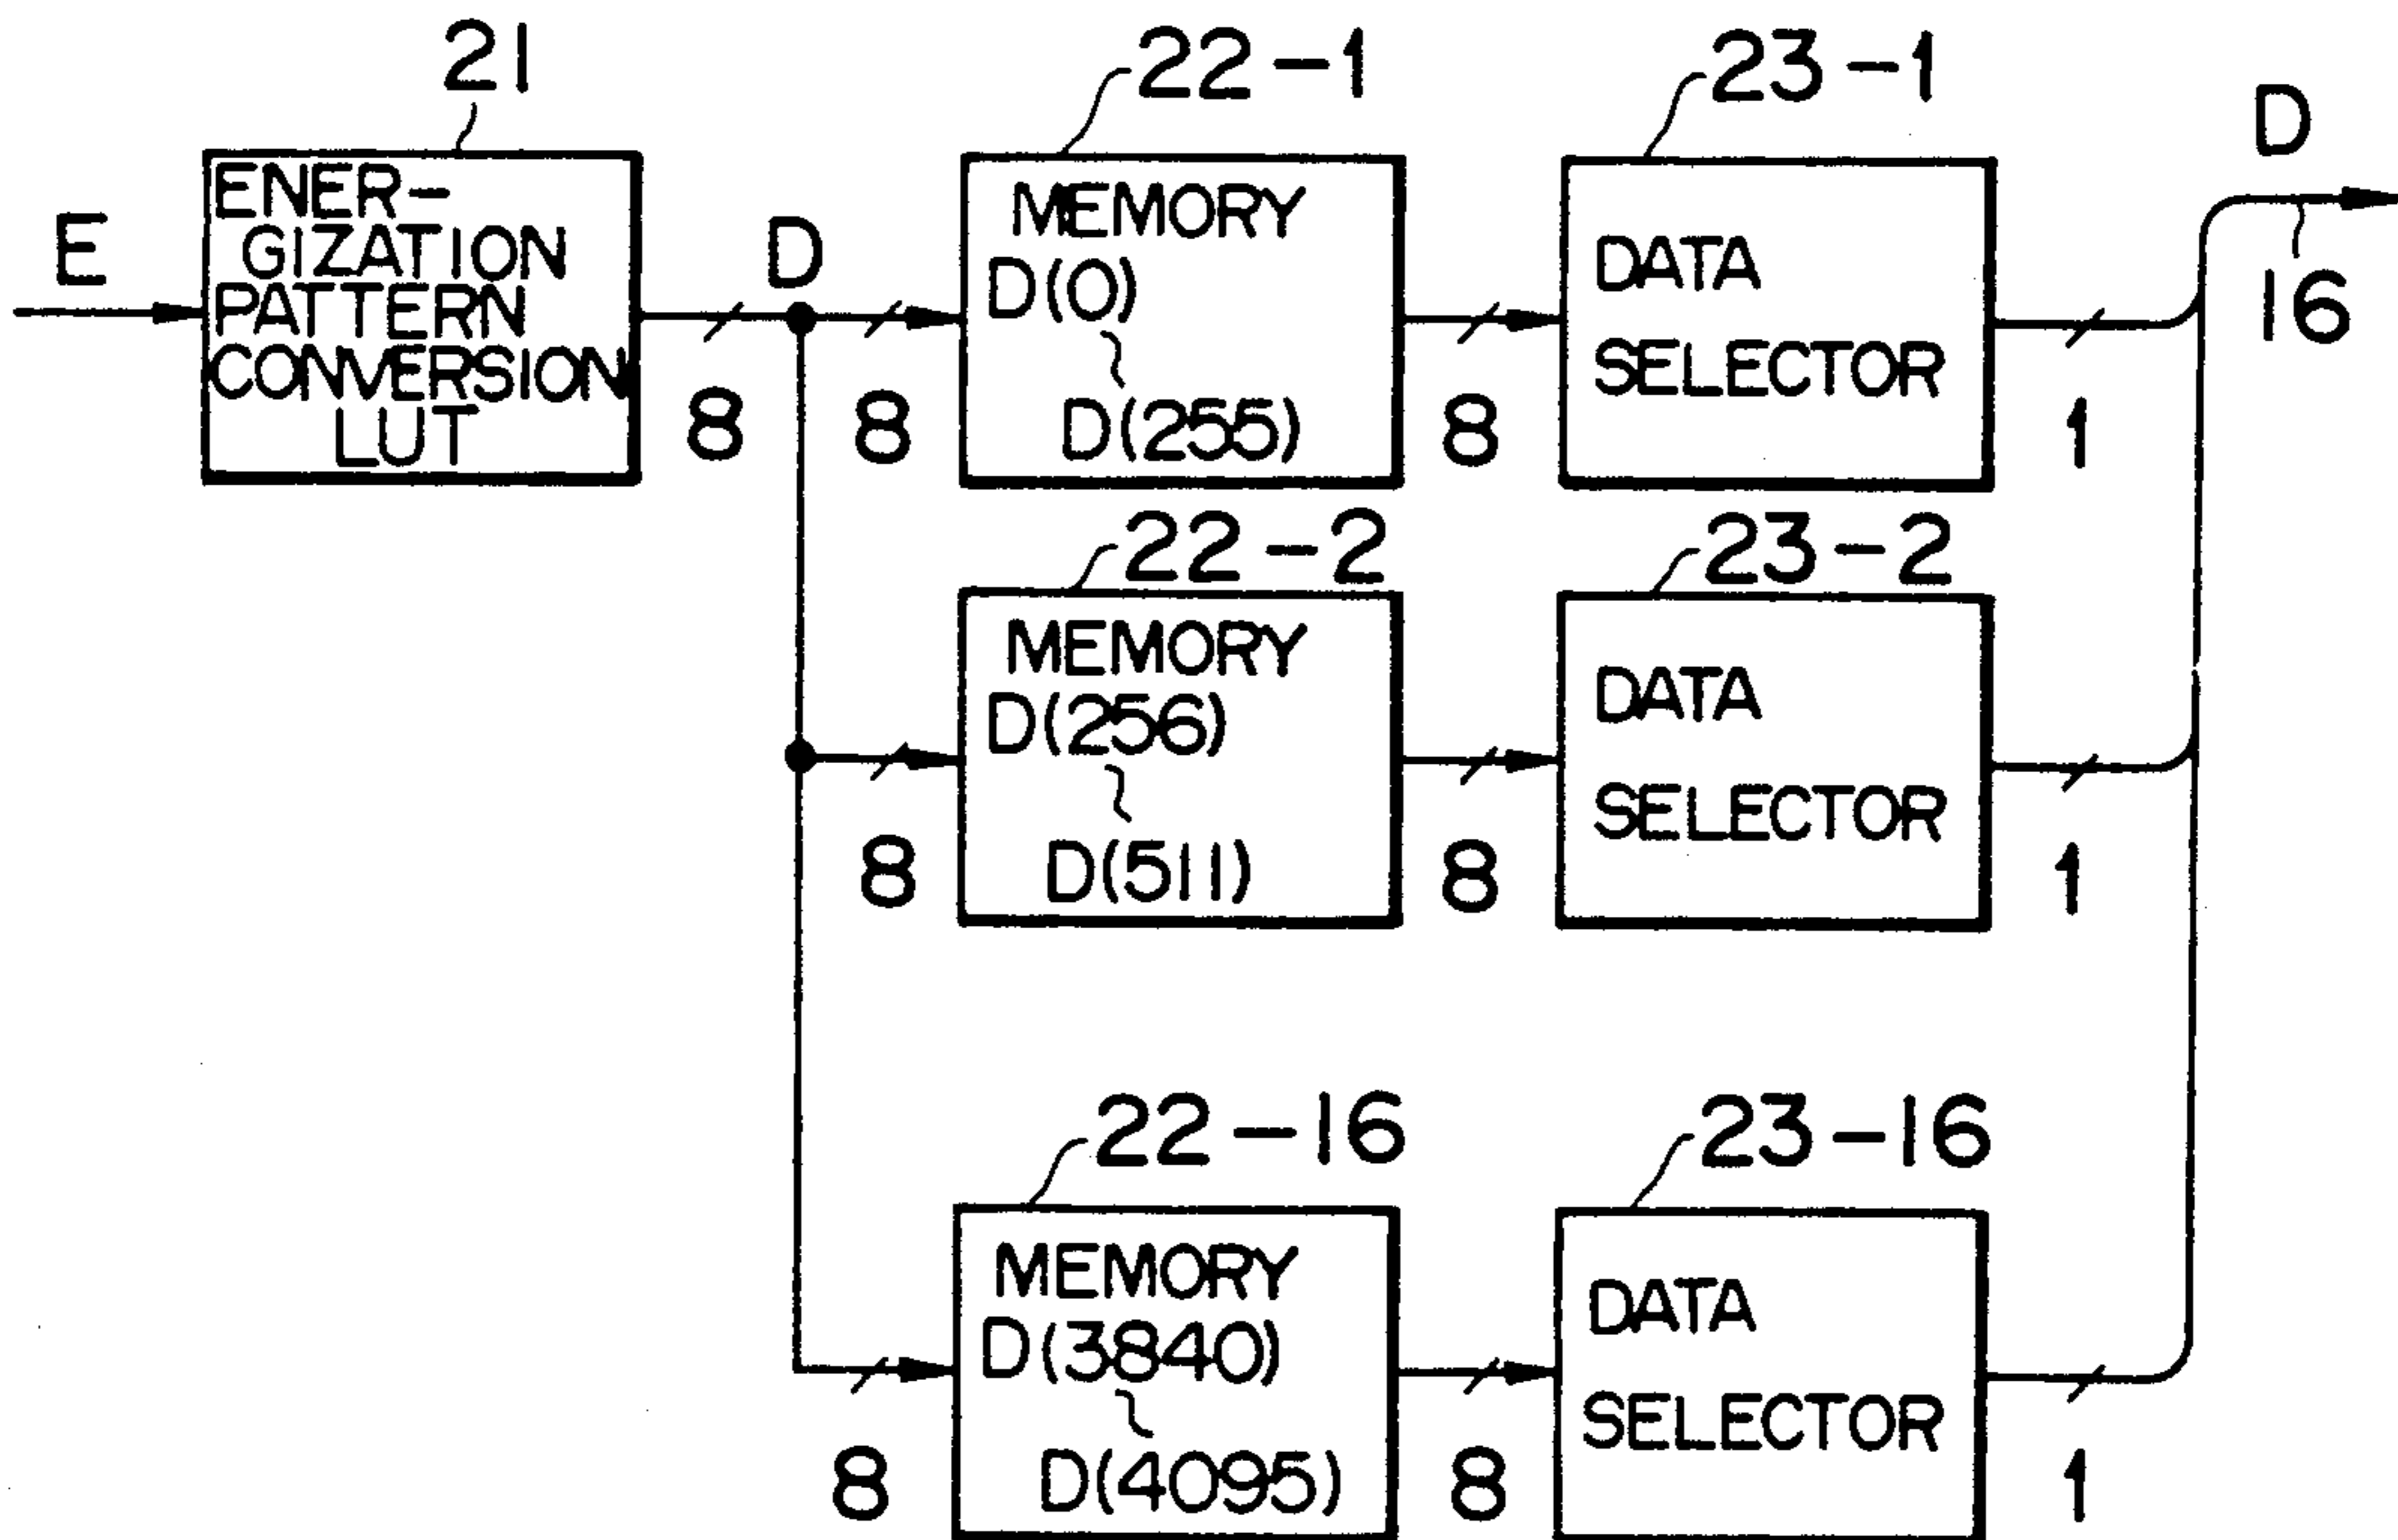 21
22-1
23-1
D
E
ENER-
GIZATION
PATTERN
CONVERSION
LUT
8
D
8
MEMORY
D(0)
~
D(255)
8
DATA
SELECTOR
1
16
22-2
23-2
8
MEMORY
D(256)
~
D(511)
8
DATA
SELECTOR
1
22-16
23-16
8
MEMORY
D(3840)
~
D(4095)
8
DATA
SELECTOR
1